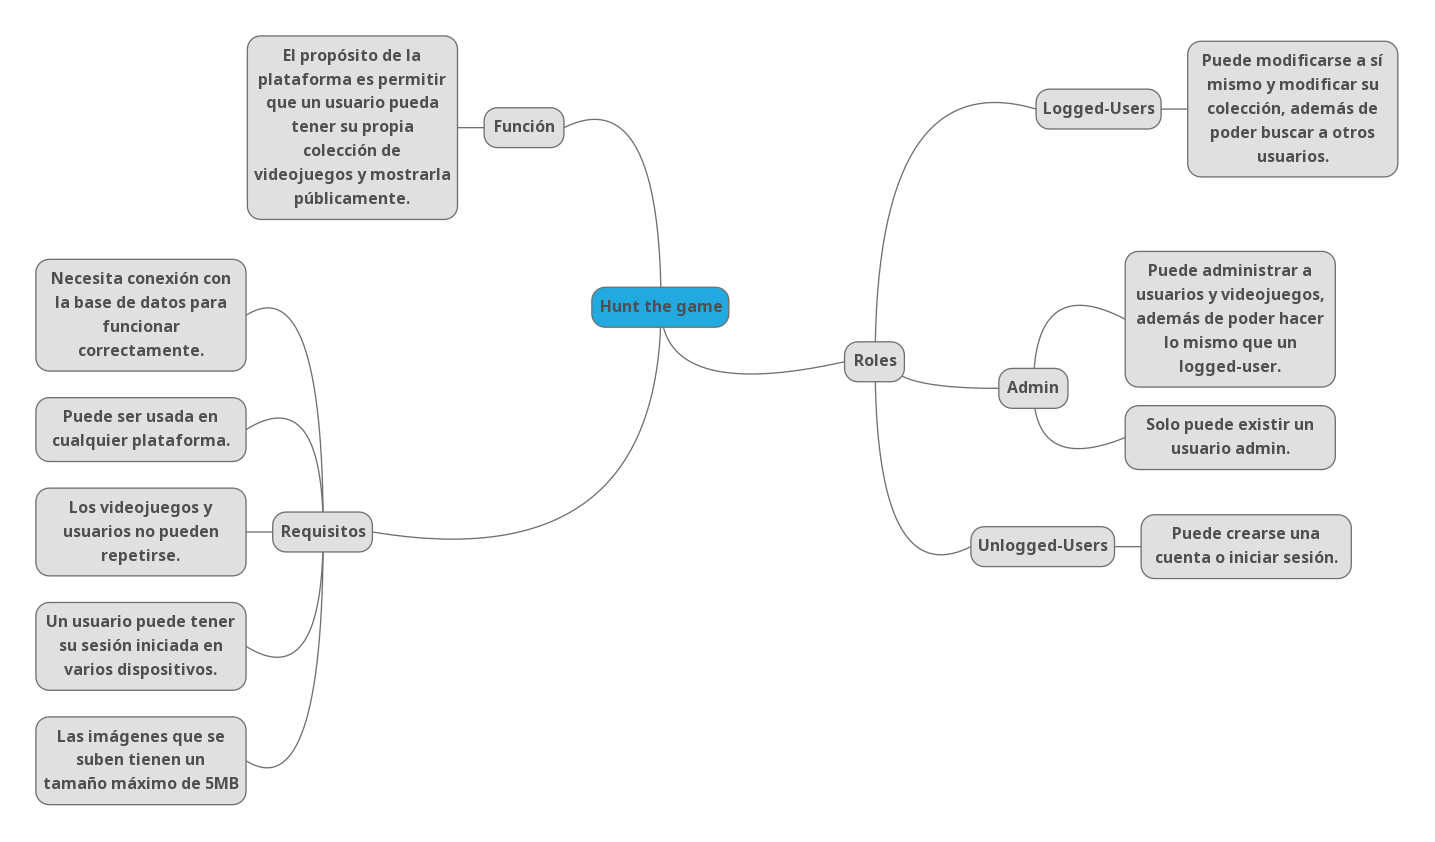 El propósito de la
plataforma es permitir
que un usuario pueda
tener su propia
colección de
videojuegos y mostrarla
públicamente.
Función
Necesita conexión con
la base de datos para
funcionar
correctamente.
Puede ser usada en
cualquier plataforma.
Los videojuegos y
usuarios no pueden
repetirse.
Un usuario puede tener
su sesión iniciada en
varios dispositivos.
Las imágenes que se
suben tienen un
tamaño máximo de 5MB
Requisitos
Hunt the game
Roles
Logged-Users
Puede modificarse a sí
mismo y modificar su
colección, además de
poder buscar a otros
usuarios.
Admin
Puede administrar a
usuarios y videojuegos,
además de poder hacer
lo mismo que un
logged-user.
Solo puede existir un
usuario admin.
Unlogged-Users
Puede crearse una
cuenta o iniciar sesión.